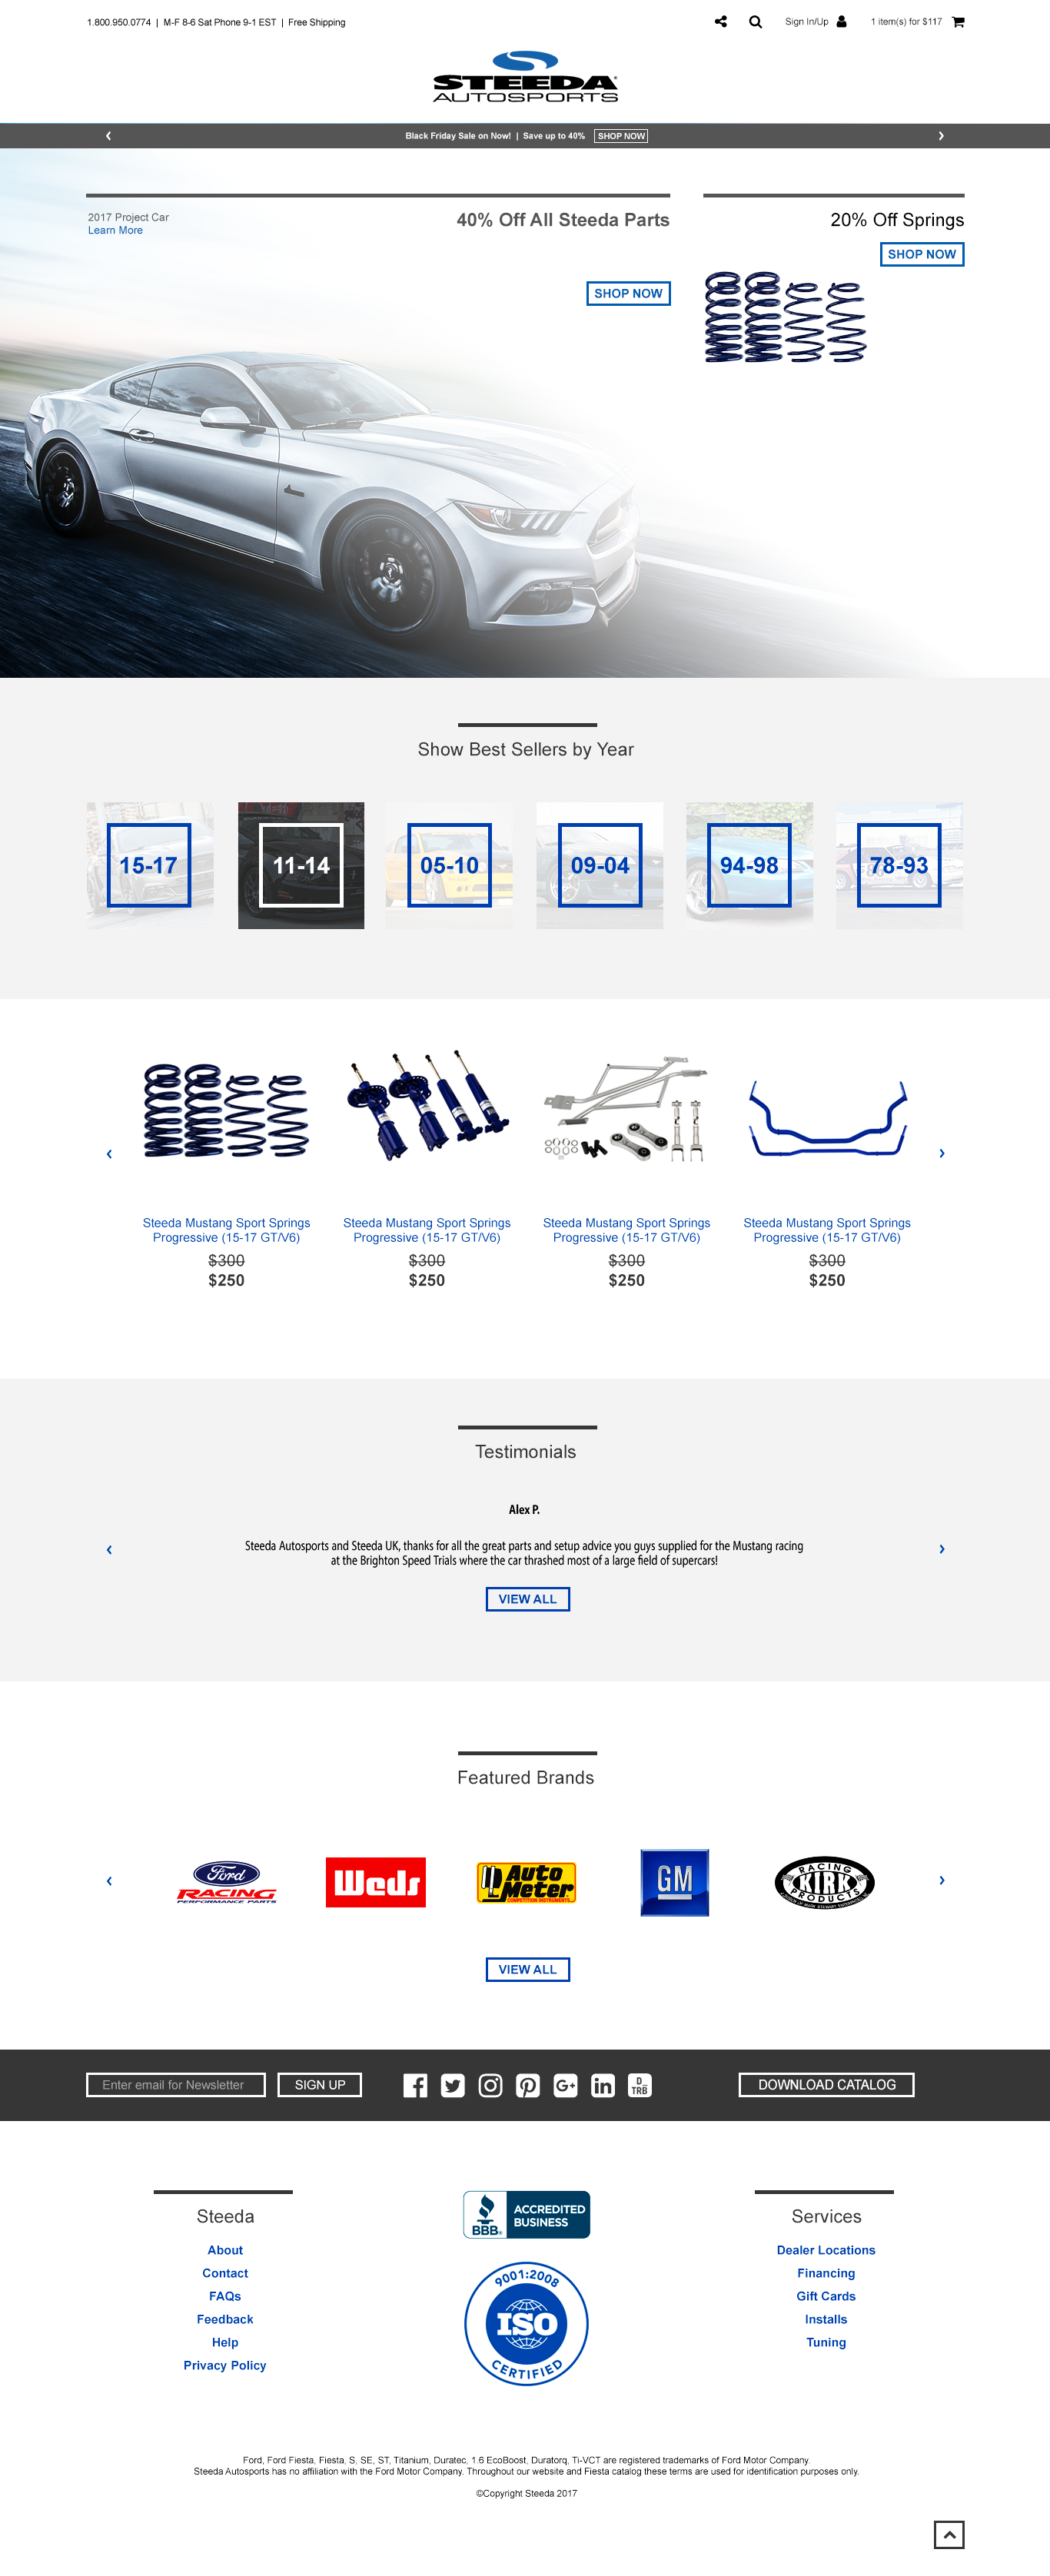 1.800.950.0774 | M-F 8-6 Sat Phone 9-1 EST | Free Shipping
Sign In/Up
1 item(s) for $117
STEEDA
AUTOSPORTS
Black Friday Sale on Now! | Save up to 40% SHOP NOW
2017 Project Car
Learn More
40% Off All Steeda Parts
SHOP NOW
20% Off Springs
SHOP NOW
Show Best Sellers by Year
15-17
11-14
05-10
09-04
94-98
78-93
Steeda Mustang Sport Springs
Progressive (15-17 GT/V6)
$300
$250
Steeda Mustang Sport Springs
Progressive (15-17 GT/V6)
$300
$250
Steeda Mustang Sport Springs
Progressive (15-17 GT/V6)
$300
$250
Steeda Mustang Sport Springs
Progressive (15-17 GT/V6)
$300
$250
Testimonials
Alex P.
Steeda Autosports and Steeda UK, thanks for all the great parts and setup advice you guys supplied for the Mustang racing
at the Brighton Speed Trials where the car thrashed most of a large field of supercars!
VIEW ALL
Featured Brands
Ford
RACING
PERFORMANCE PARTS
Weds
Auto
Meter
COMPETITION INSTRUMENTS
GM
RACING
KIRK
PRODUCTS
VIEW ALL
Enter email for Newsletter
SIGN UP
G+
in
D
TRB
DOWNLOAD CATALOG
Steeda
About
Contact
FAQs
Feedback
Help
Privacy Policy
BBB.
ACCREDITED
BUSINESS
9001:2008
ISO
CERTIFIED
Services
Dealer Locations
Financing
Gift Cards
Installs
Tuning
Ford, Ford Fiesta, Fiesta, S, SE, ST, Titanium, Duratec, 1.6 EcoBoost, Duratorq, Ti-VCT are registered trademarks of Ford Motor Company.
Steeda Autosports has no affiliation with the Ford Motor Company. Throughout our website and Fiesta catalog these terms are used for identification purposes only.
©Copyright Steeda 2017